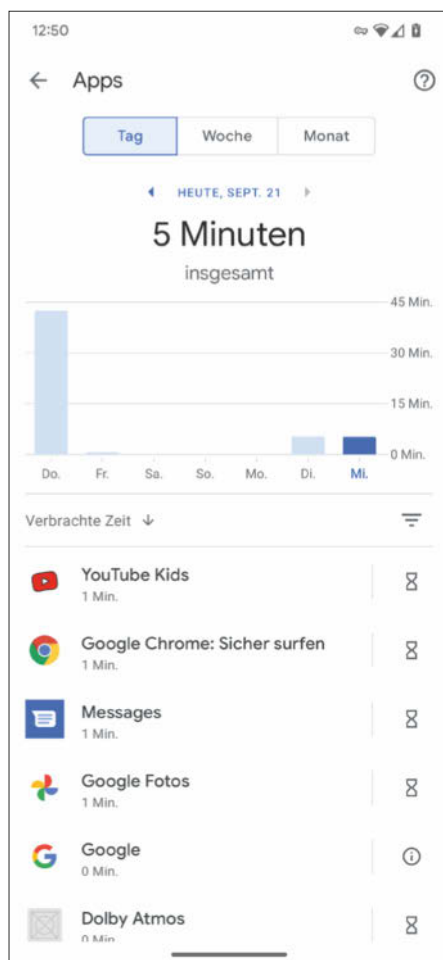 12:50
Apps
Tag Woche Monat
HEUTE, SEPT. 21
5 Minuten
insgesamt
45 Min.
30 Min.
15 Min.
0 Min.
Do. Fr. Sa. So. Mo. Di. Mi.
Verbrachte Zeit
YouTube Kids
1 Min.
Google Chrome: Sicher surfen
1 Min.
Messages
1 Min.
Google Fotos
1 Min.
Google
0 Min.
Dolby Atmos
0 Min.